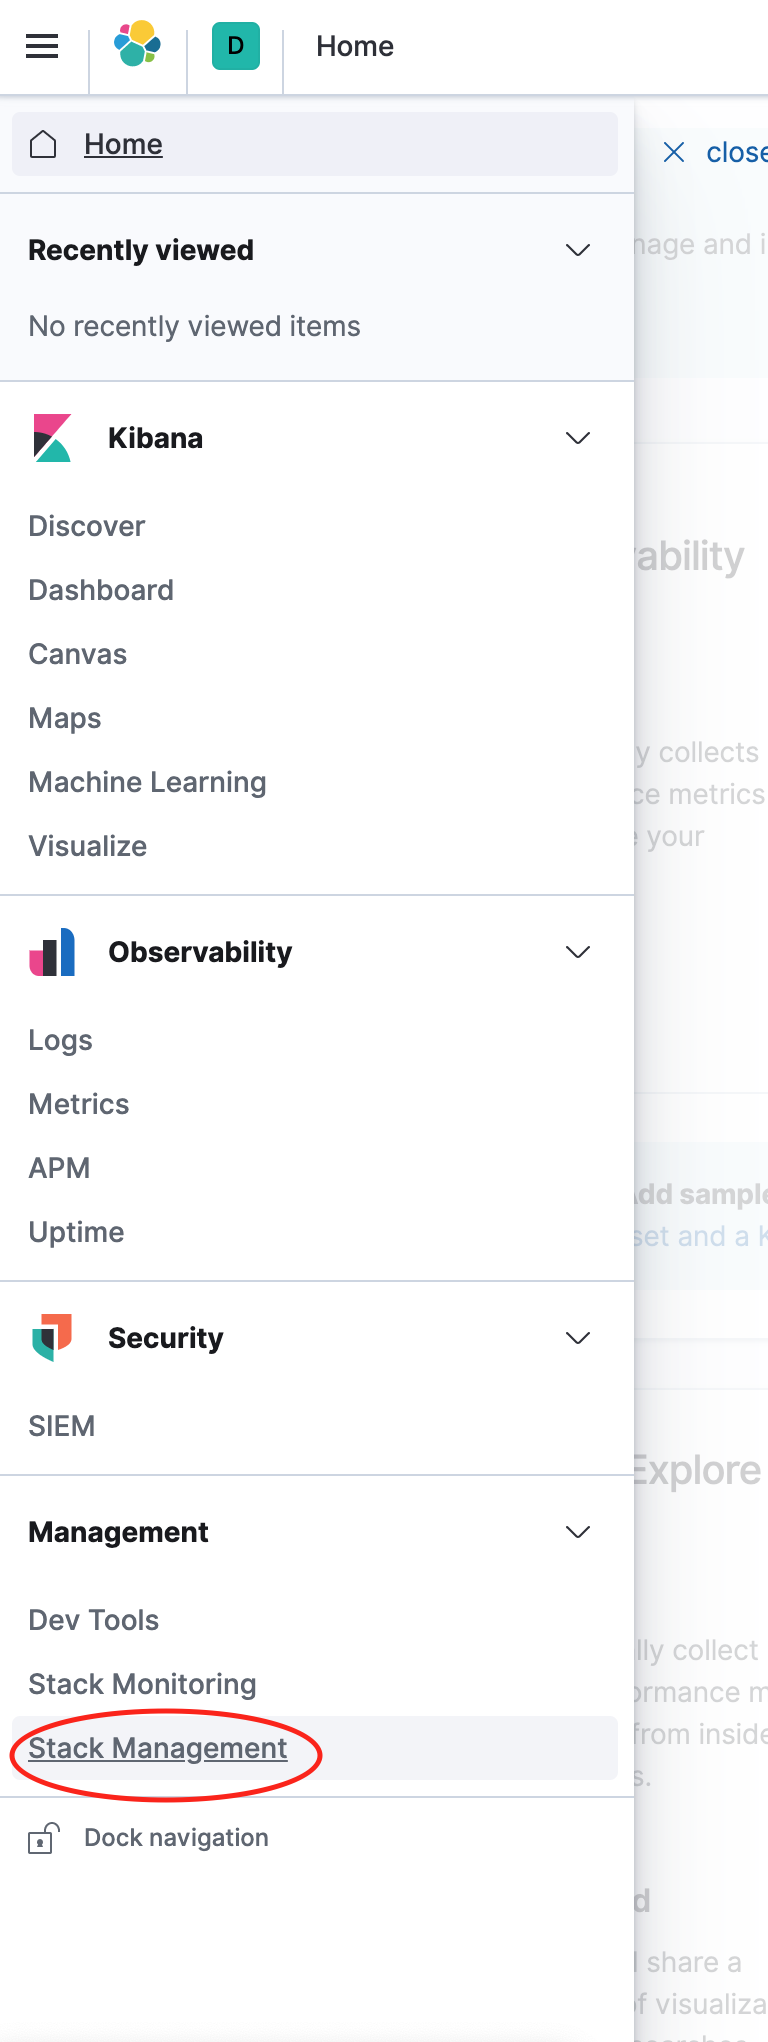 D
Home
Home
close
Recently viewed
nage and i
No recently viewed items
Kibana
Discover
ability
Dashboard
Canvas
Maps
y collects
Machine Learning
ce metrics
Visualize
your
Observability
Logs
Metrics
APM
Add sample
Uptime
set and a K
Security
SIEM
Explore
Management
Dev Tools
lly collect
Stack Monitoring
ormance m
from inside
Stack Management
s.
Dock navigation
d
share a
of visualiza